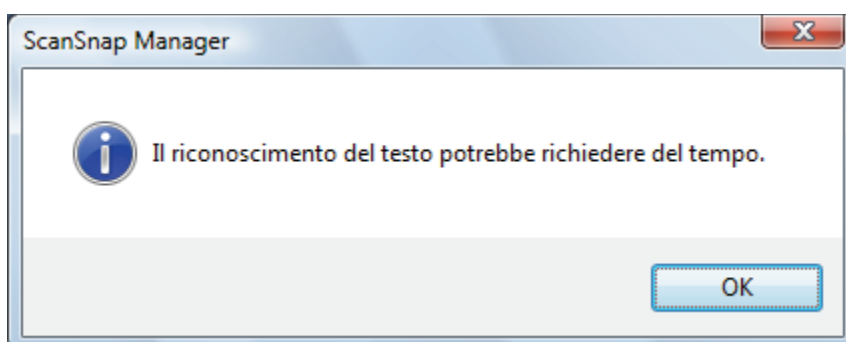 ScanSnap Manager
Il riconoscimento del testo potrebbe richiedere del tempo.
OK